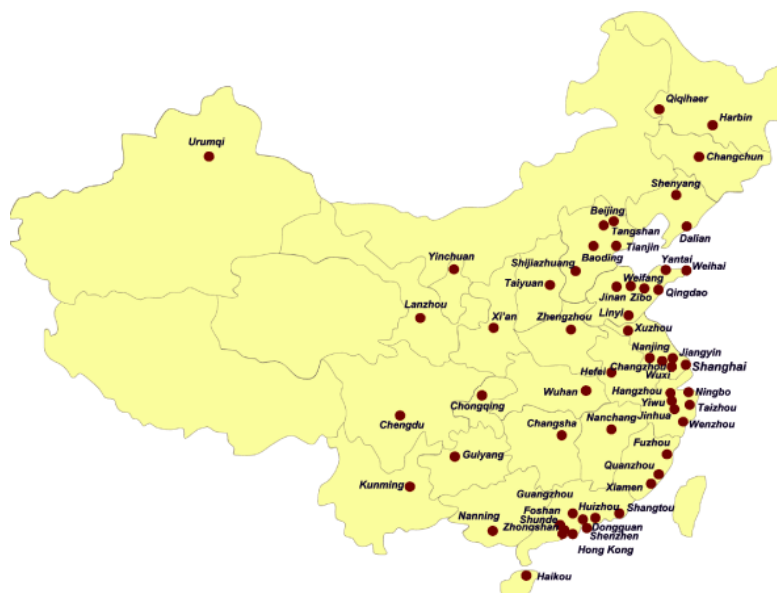 Qiqihaer
Harbin
Urumqi
Changchun
Shenyang
Beijing
Tangshan
Dalian
Baoding
Tianjin
Yantai
Weihai
Yinchuan
Shijiazhuang
Taiyuan
Weifang
Jinan
Zibo
Qingdao
Lanzhou
Xi'an
Zhengzhou
Linyi
Xuzhou
Nanjing
Jiangyin
Changzhou
Shanghai
Hefei
Wuxi
Wuhan
Hangzhou
Ningbo
Chongqing
Yiwu
Taizhou
Chengdu
Changsha
Nanchang
Jinhua
Wenzhou
Guiyang
Fuzhou
Quanzhou
Kunming
Xiamen
Guangzhou
Foshan
Huizhou
Shangtou
Nanning
Shunde
Zhongshan
Dongguan
Shenzhen
Hong Kong
Haikou